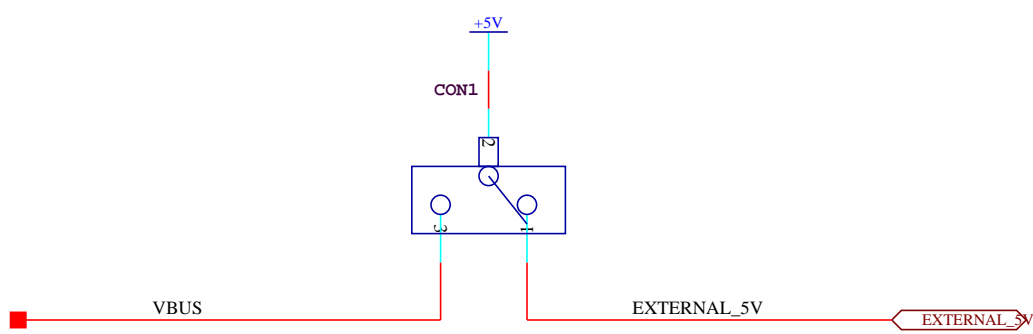 +5V
CON1
2
3
1
VBUS
EXTERNAL_5V
EXTERNAL_5V